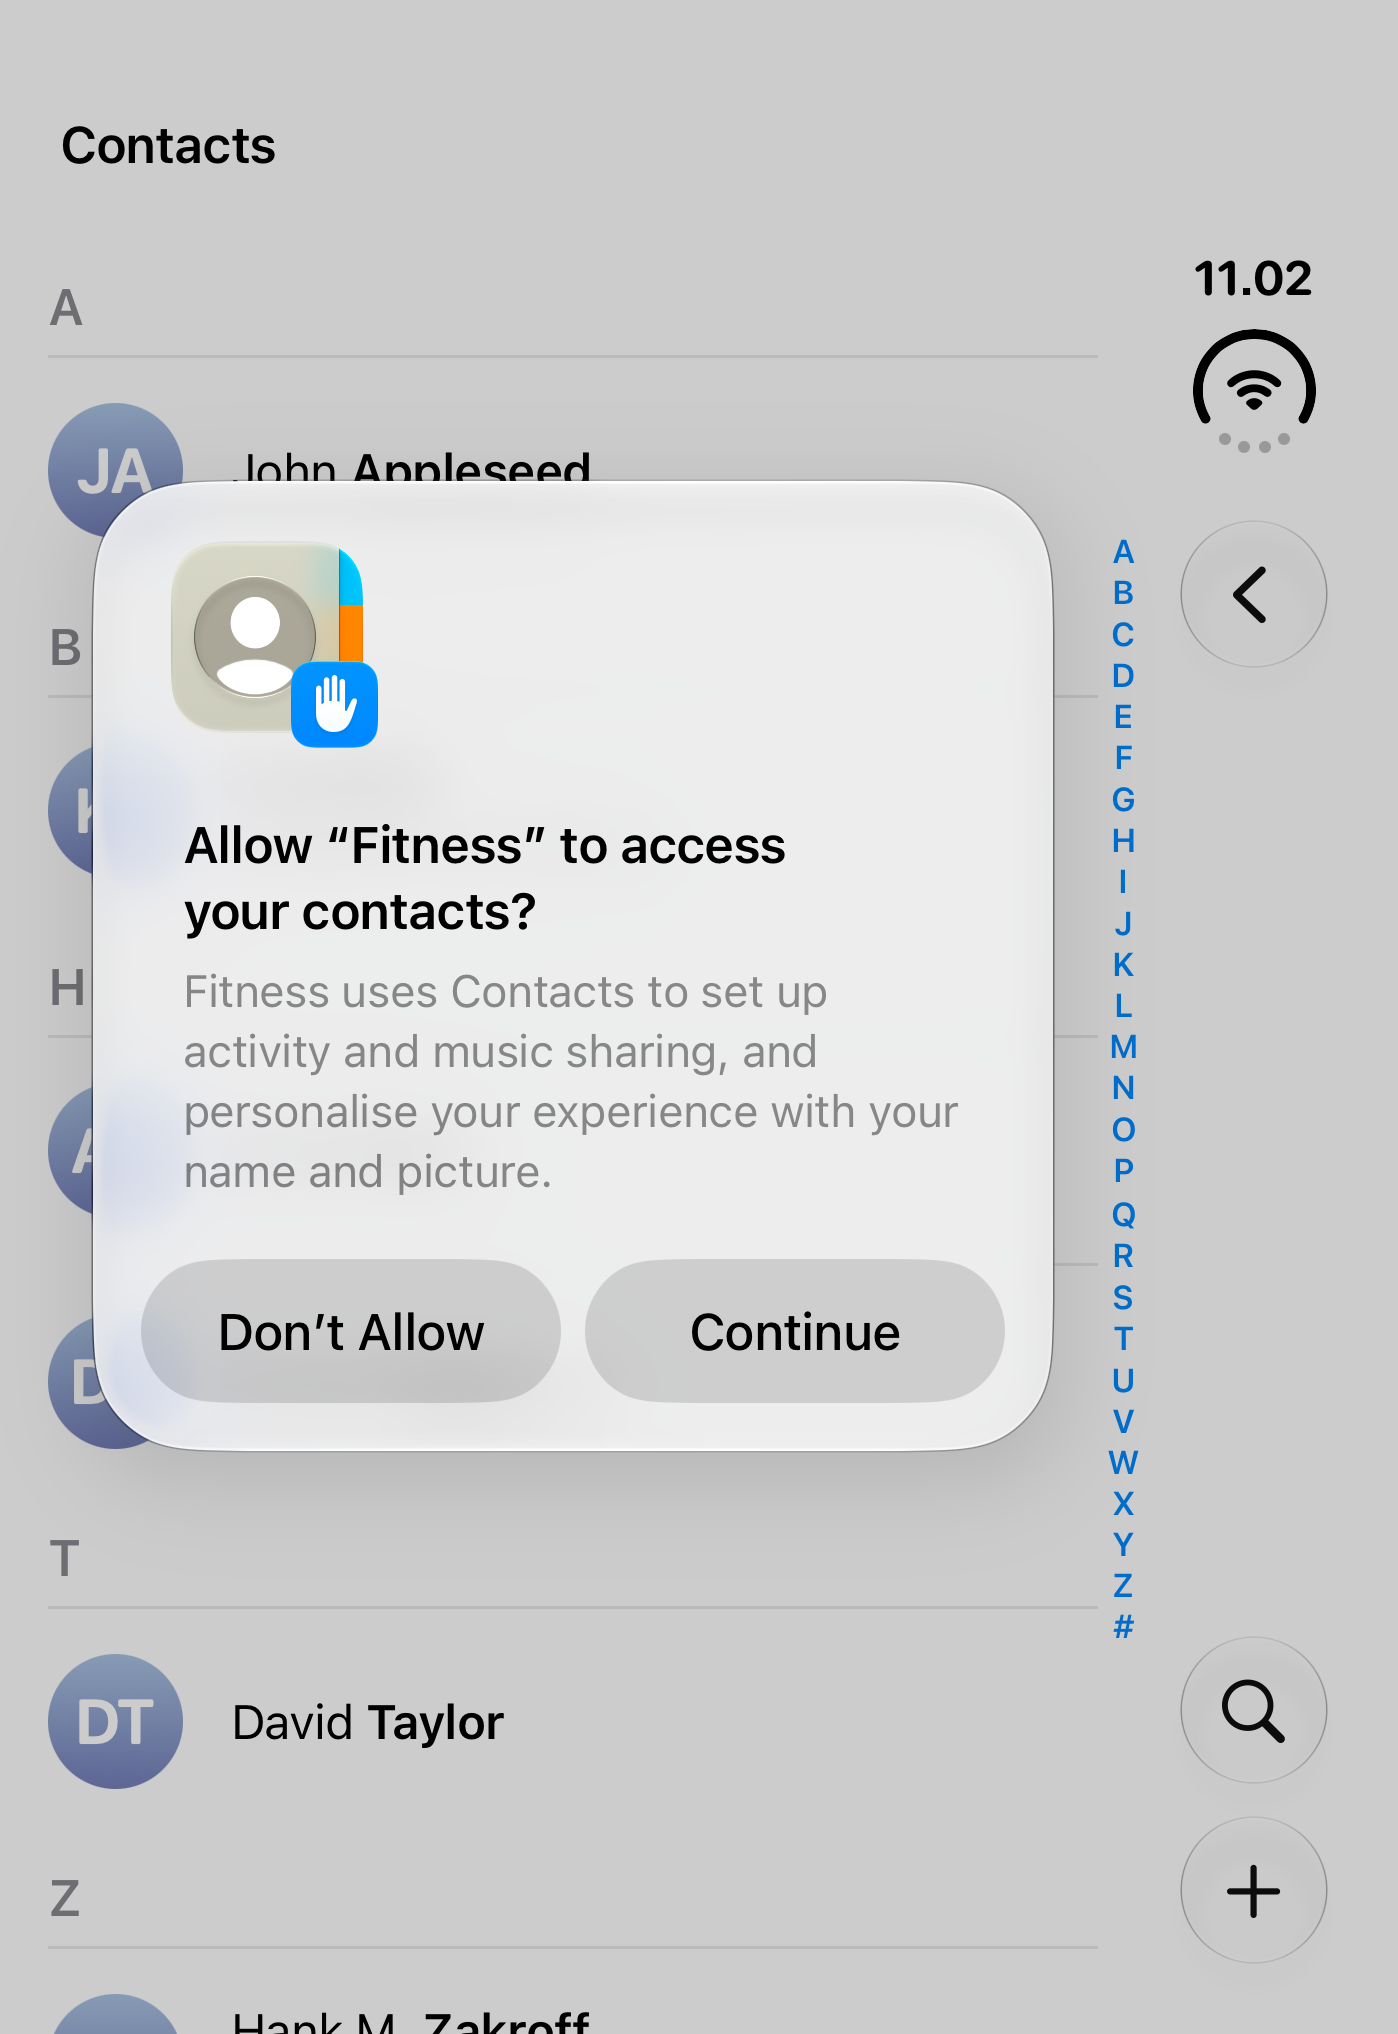 Contacts
11.02
A
JA
John Appleseed
B
H
Allow “Fitness” to access
your contacts?
Fitness uses Contacts to set up
activity and music sharing, and
personalise your experience with your
name and picture.
Don’t Allow
Continue
T
DT
David Taylor
Z
Hank M. Zakroff
A
B
C
D
E
F
G
H
I
J
K
L
M
N
O
P
Q
R
S
T
U
V
W
X
Y
Z
#